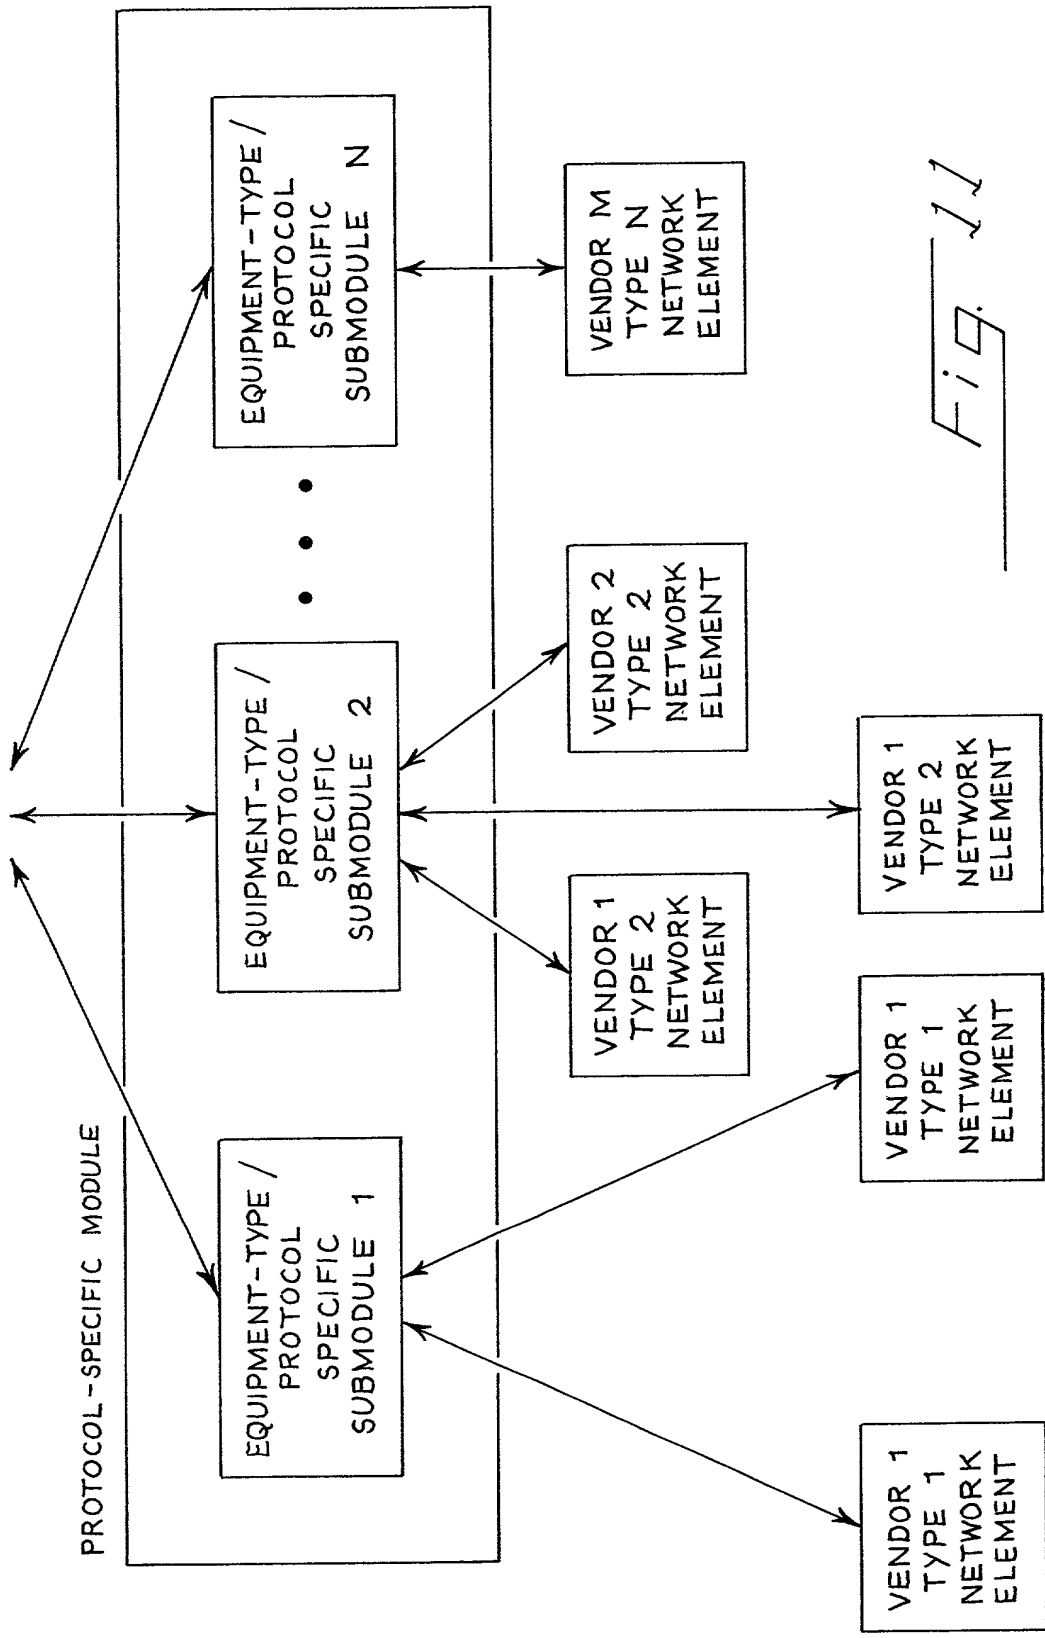 PROTOCOL-SPECIFIC MODULE
EQUIPMENT-TYPE/
PROTOCOL
SPECIFIC
SUBMODULE 1
EQUIPMENT-TYPE/
PROTOCOL
SPECIFIC
SUBMODULE 2
EQUIPMENT-TYPE/
PROTOCOL
SPECIFIC
SUBMODULE N
VENDOR 1
TYPE 2
NETWORK
ELEMENT
VENDOR 2
TYPE 2
NETWORK
ELEMENT
VENDOR M
TYPE N
NETWORK
ELEMENT
VENDOR 1
TYPE 1
NETWORK
ELEMENT
VENDOR 1
TYPE 1
NETWORK
ELEMENT
VENDOR 1
TYPE 2
NETWORK
ELEMENT
Fig. 11